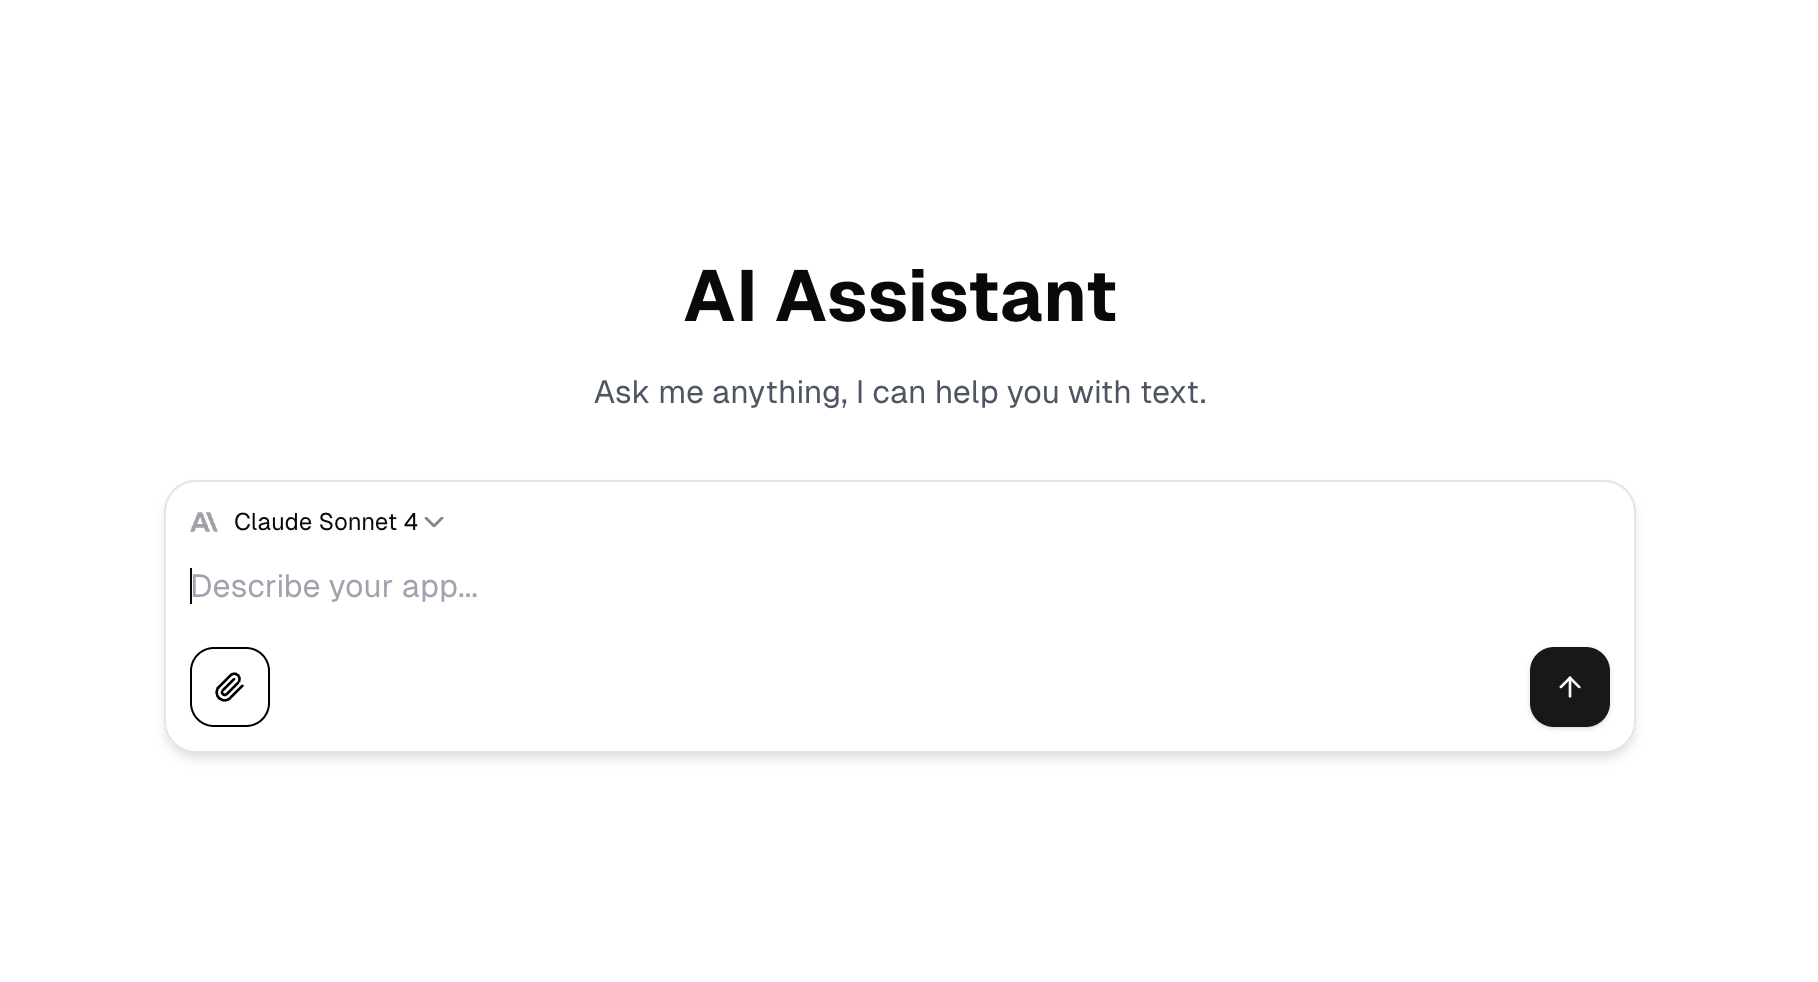 AI Assistant
Ask me anything, I can help you with text.
Claude Sonnet 4
Describe your app...